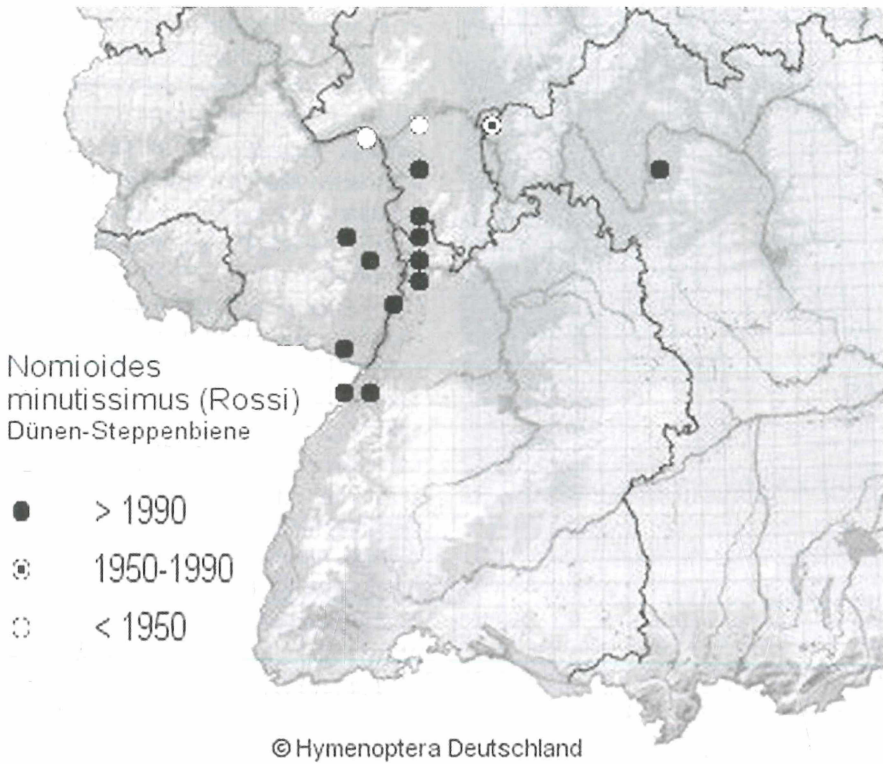 Nomioides
minutissimus (Rossi)
Dünen-Steppenbiene
> 1990
1950-1990
< 1950
© Hymenoptera Deutschland